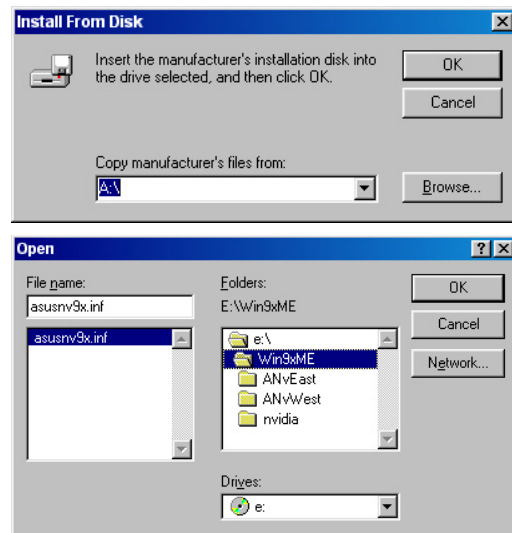 Install From Disk
Insert the manufacturer's installation disk into
the drive selected, and then click OK.
OK
Cancel
Copy manufacturer's files from:
A:\
Browse...
Open
File name:
asusnv9x.inf
asusnv9x.inf
Folders:
E:\Win9xME
e:\
Win9xME
ANvEast
ANvWest
nvidia
Drives:
e:
OK
Cancel
Network...